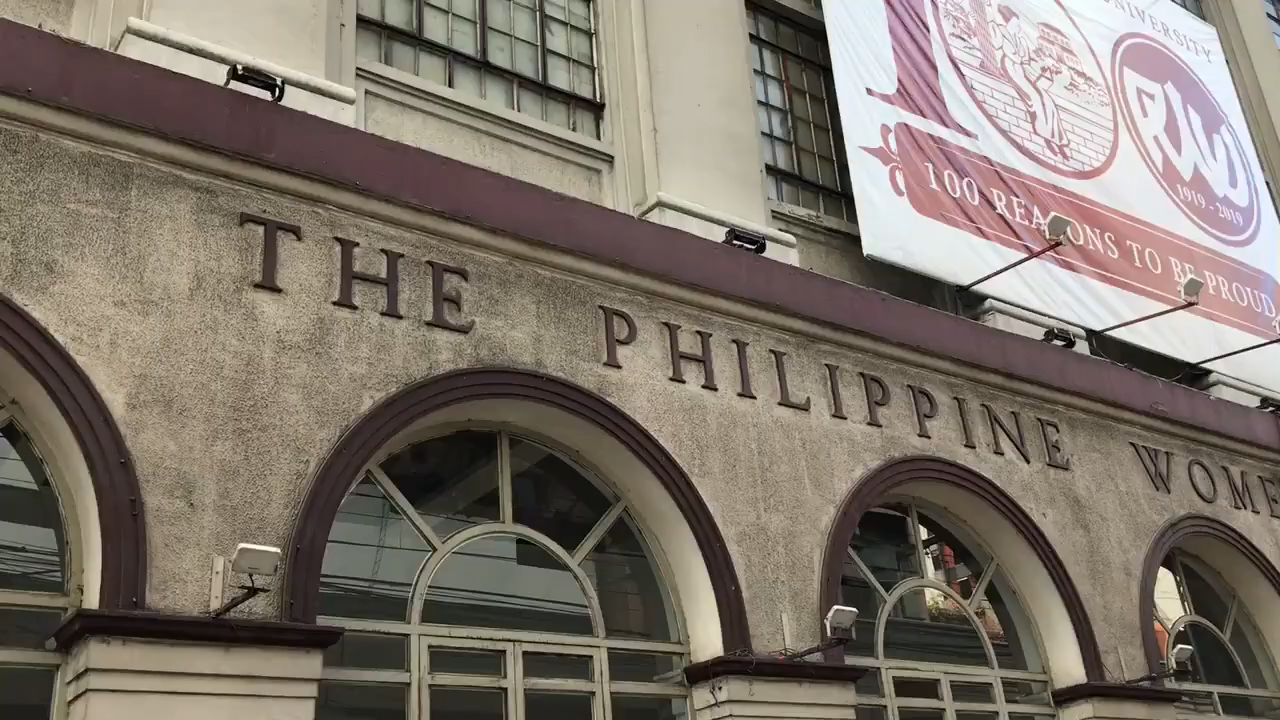 UNIVERSITY
PWU
1919 - 2019
100 REASONS TO BE PROUD
THE PHILIPPINE WOME